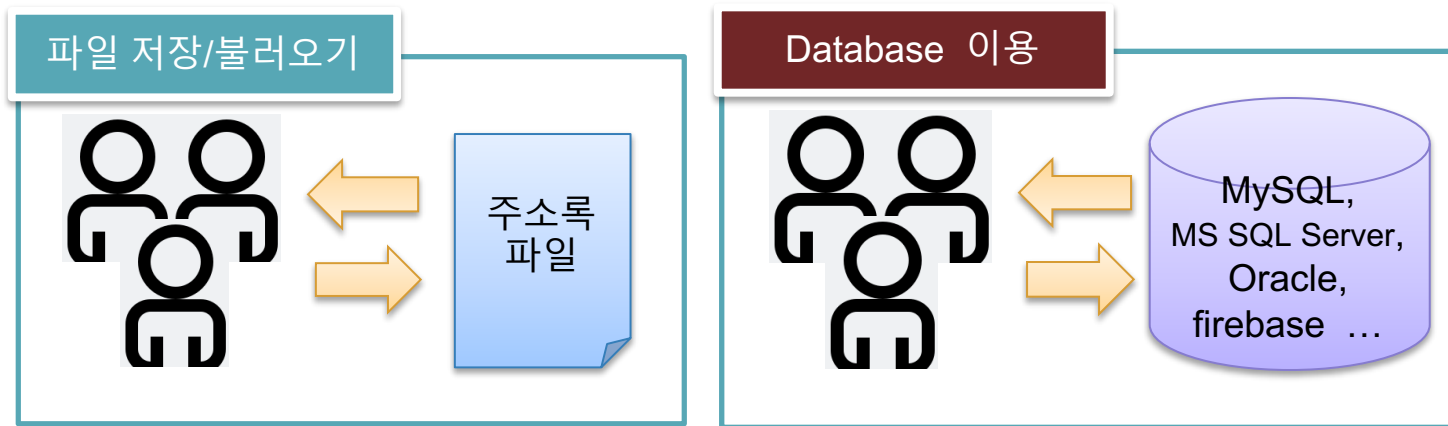 파일 저장/불러오기
주소록
파일
Database 이용
MySQL,
MS SQL Server,
Oracle,
firebase ...